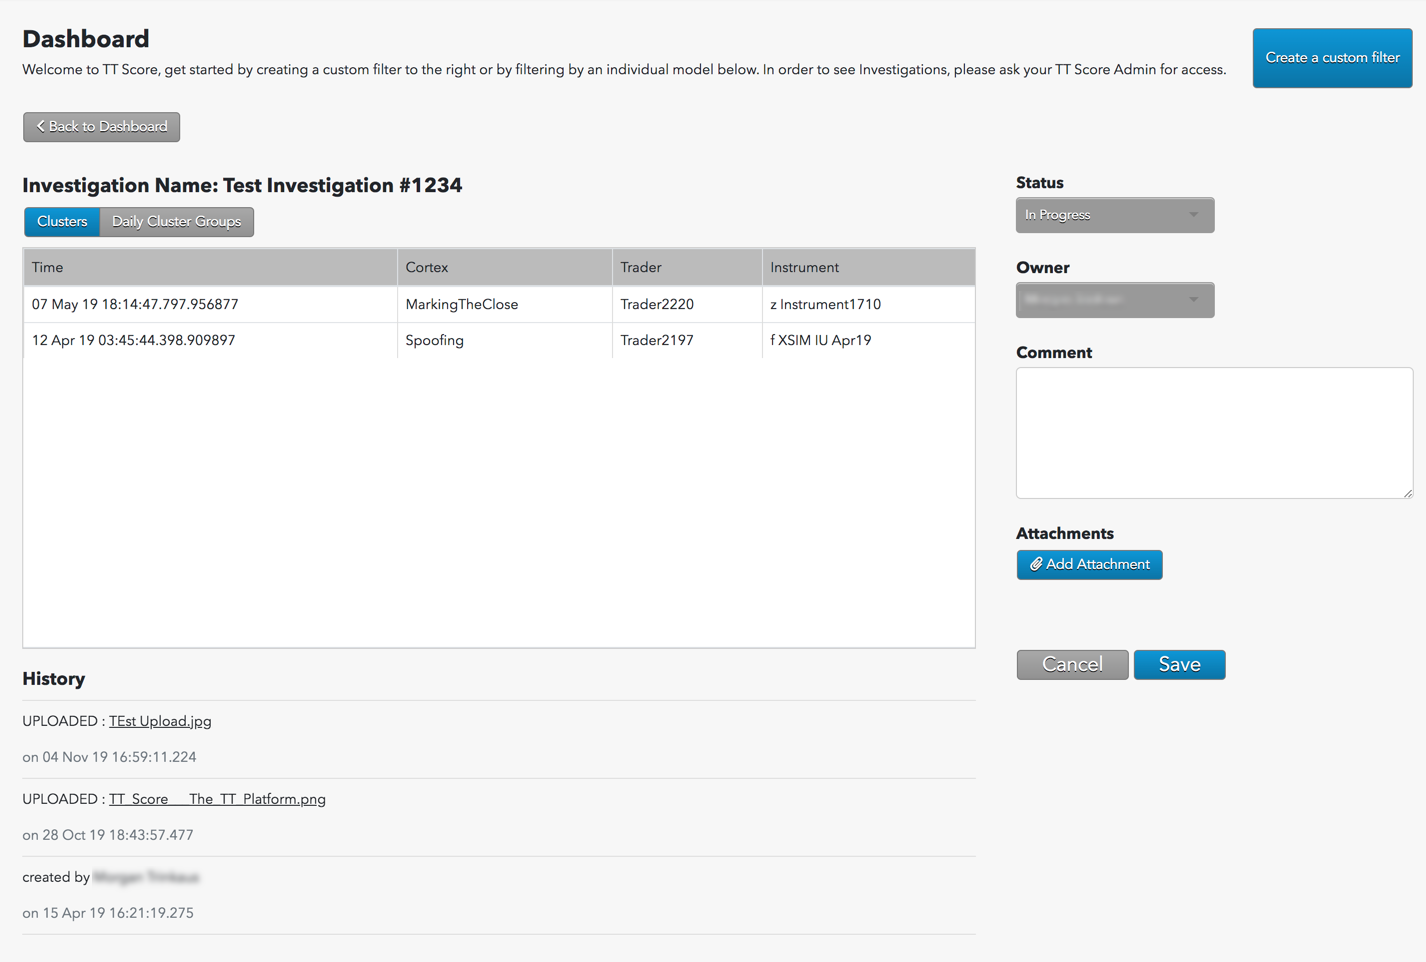 Dashboard
Welcome to TT Score, get started by creating a custom filter to the right or by filtering by an individual model below. In order to see Investigations, please ask your TT Score Admin for access.
Create a custom filter
Back to Dashboard
Investigation Name: Test Investigation #1234
Clusters Daily Cluster Groups
Time Cortex Trader Instrument
07 May 19 18:14:47.797.956877 MarkingTheClose Trader2220 z Instrument1710
12 Apr 19 03:45:44.398.909897 Spoofing Trader2197 f XSIM IU Apr19
Status
In Progress
Owner
Comment
Attachments
Add Attachment
Cancel Save
History
UPLOADED : TEst Upload.jpg
on 04 Nov 19 16:59:11.224
UPLOADED : TT_Score___The_TT_Platform.png
on 28 Oct 19 18:43:57.477
created by
on 15 Apr 19 16:21:19.275